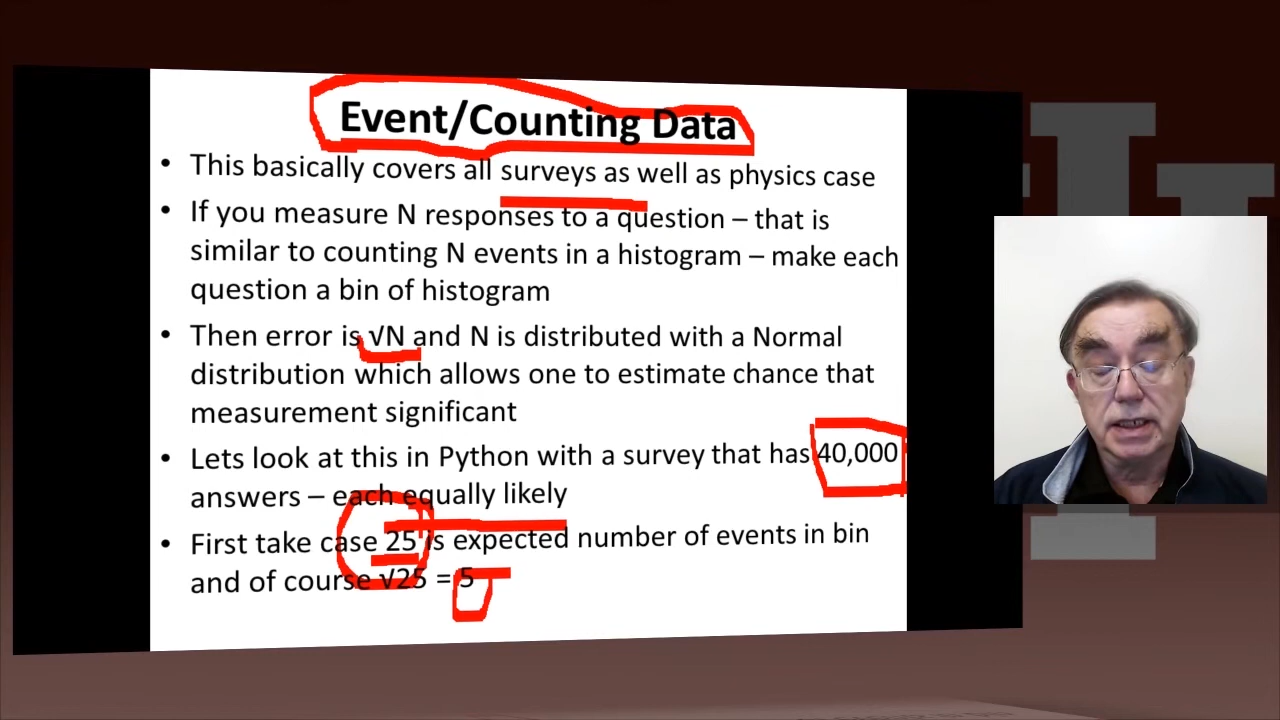 Event/Counting Data
• This basically covers all surveys as well as physics case
• If you measure N responses to a question – that is
similar to counting N events in a histogram – make each
question a bin of histogram
• Then error is √N and N is distributed with a Normal
distribution which allows one to estimate chance that
measurement significant
• Lets look at this in Python with a survey that has 40,000
answers – each equally likely
• First take case 25 is expected number of events in bin
and of course √25 = 5